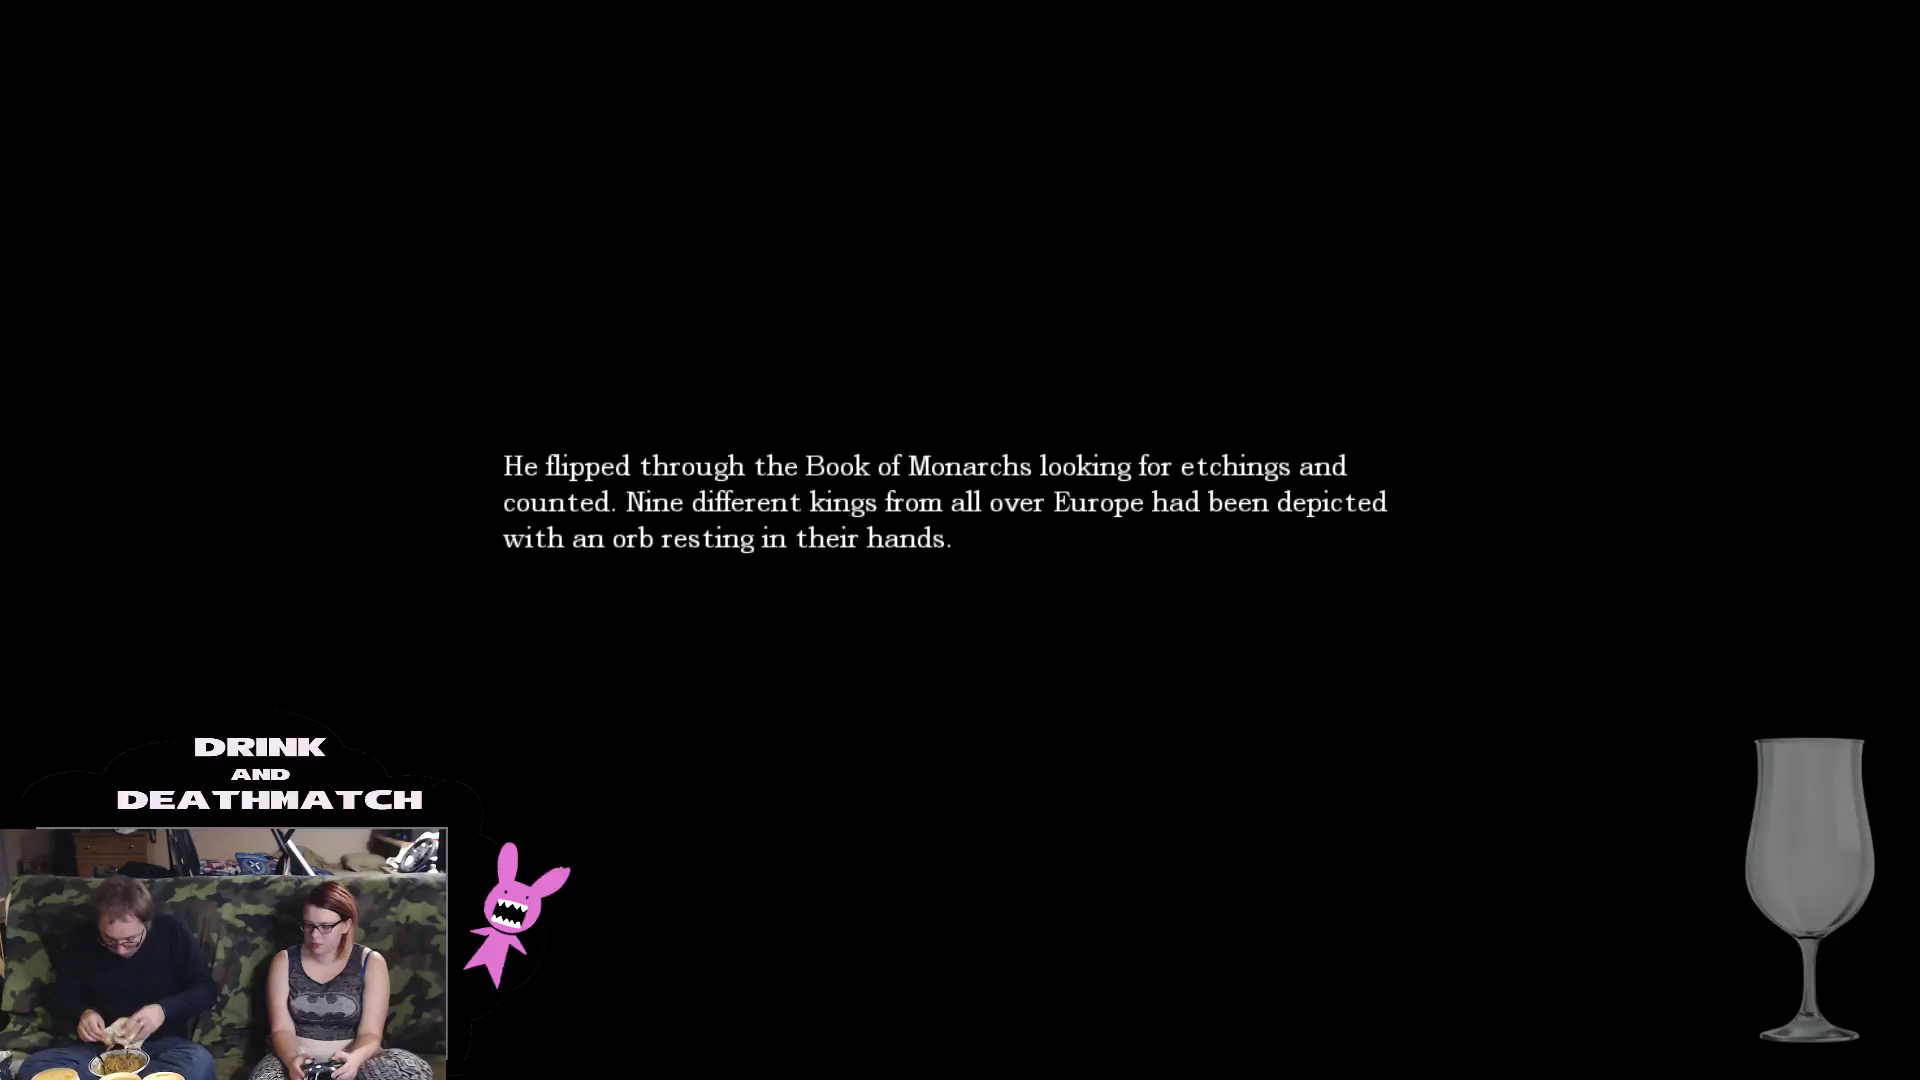 He flipped through the Book of Monarchs looking for etchings and
counted. Nine different kings from all over Europe had been depicted
with an orb resting in their hands.
DRINK
AND
DEATHMATCH